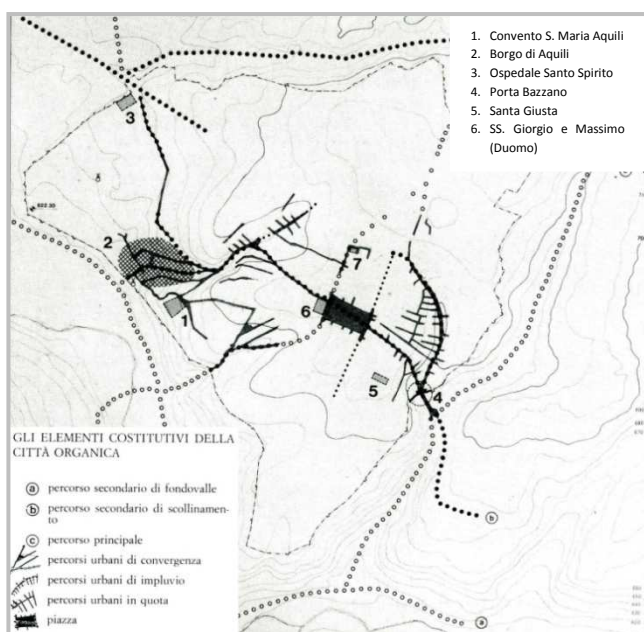 1. Convento S. Maria Aquili
2. Borgo di Aquili
3. Ospedale Santo Spirito
4. Porta Bazzano
5. Santa Giusta
6. SS. Giorgio e Massimo
(Duomo)
3
2
1
7
6
5
4
b
a
GLI ELEMENTI COSTITUTIVI DELLA
CITTÀ ORGANICA
a percorso secondario di fondovalle
b percorso secondario di scollinamen-
to
c percorso principale
percorsi urbani di convergenza
percorsi urbani di impluvio
percorsi urbani in quota
piazza